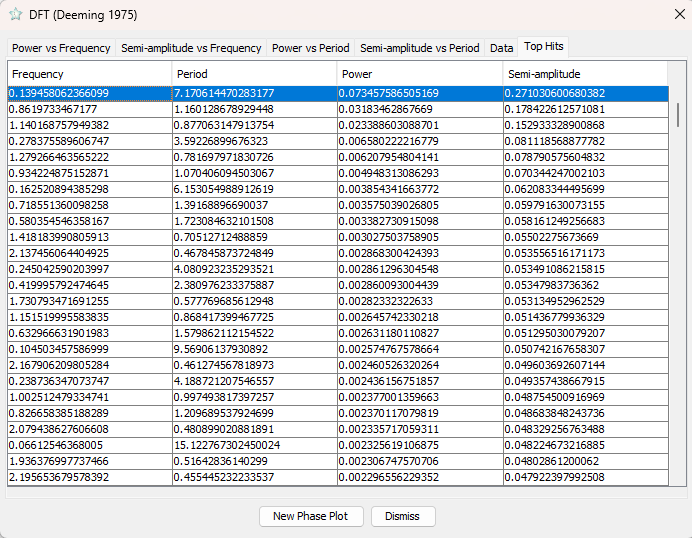 DFT (Deeming 1975)
Power vs Frequency Semi-amplitude vs Frequency Power vs Period Semi-amplitude vs Period Data Top Hits
Frequency Period Power Semi-amplitude
0.139458062366099 7.170614470283177 0.073457586505169 0.271030600680382
0.8619733467177 1.160128678929448 0.03183462867669 0.178422612571081
1.140168757949382 0.877063147913754 0.023388603088701 0.152933328900868
0.278375589606747 3.59226899676323 0.006580222216779 0.081118568877782
1.279266463565222 0.781697971830726 0.006207954804141 0.078790575604832
0.934224875152871 1.070406094503067 0.004948313086293 0.070344247002103
0.162520894385298 6.153054988912619 0.003854341663772 0.062083344495699
0.718551360098258 1.39168896690037 0.003575039026805 0.059791630073155
0.580354546358167 1.723084632101508 0.003382730915098 0.058161249256683
1.418183990805913 0.70512712488859 0.003027503758905 0.05502275673669
2.137456064404925 0.467845873724849 0.002868300424393 0.053556516171173
0.245042590203997 4.080923235293521 0.002861296304548 0.053491086215815
0.419995792474645 2.380976233375887 0.002860093004439 0.05347983736362
1.730793471691255 0.577769685612948 0.00282332322633 0.053134952962529
1.151519995583835 0.868417399467725 0.002645742330218 0.051436779936329
0.632966631901983 1.579862112154522 0.002631180110827 0.051295030079207
0.104503457586999 9.56906137930892 0.002574767578664 0.050742167658307
2.167906209805284 0.461274567818973 0.002460526320264 0.049603692607144
0.238736347073747 4.188721207546557 0.002436156751857 0.049357438667915
1.002512479334741 0.997493817397257 0.002377001359663 0.048754500916969
0.826658385188289 1.209689537924699 0.002370117079819 0.048683848243736
2.079438627606608 0.480899020881891 0.002335717059311 0.048329256763488
0.06612546368005 15.122767302450024 0.002325619106875 0.048224673216885
1.936376997737466 0.51642836140299 0.002306747570706 0.04802861200062
2.195653679578392 0.455445232233537 0.002296556229352 0.047922397992508
New Phase Plot Dismiss